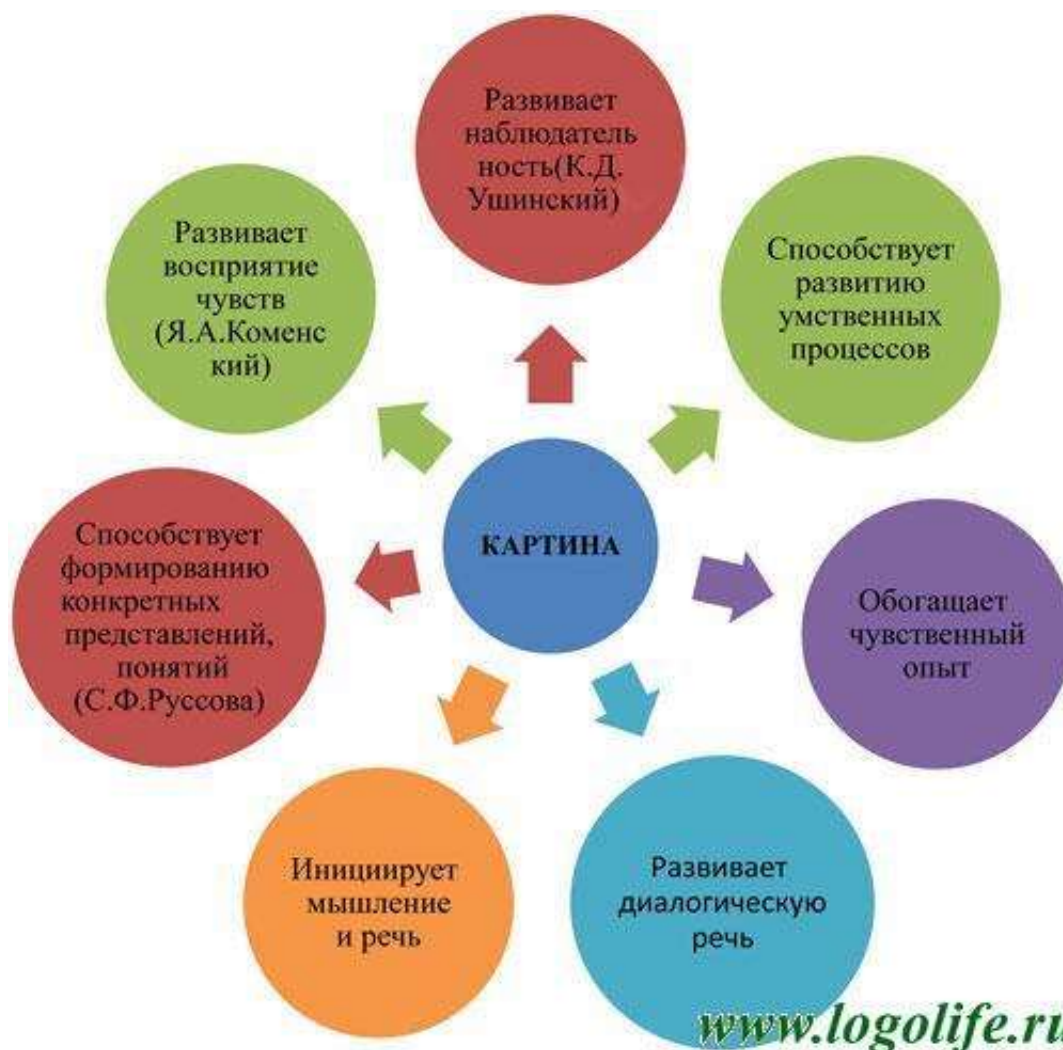 Развивает
наблюдатель
ность(К.Д.
Ушинский)
Способствует
развитию
умственных
процессов
Обогащает
чувственный
опыт
Развивает
диалогическую
речь
Инициирует
мышление
и речь
Способствует
формированию
конкретных
представлений,
понятий
(С.Ф.Руссова)
Развивает
восприятие
чувств
(Я.А.Коменс
кий)
КАРТИНА
www.logolife.ru